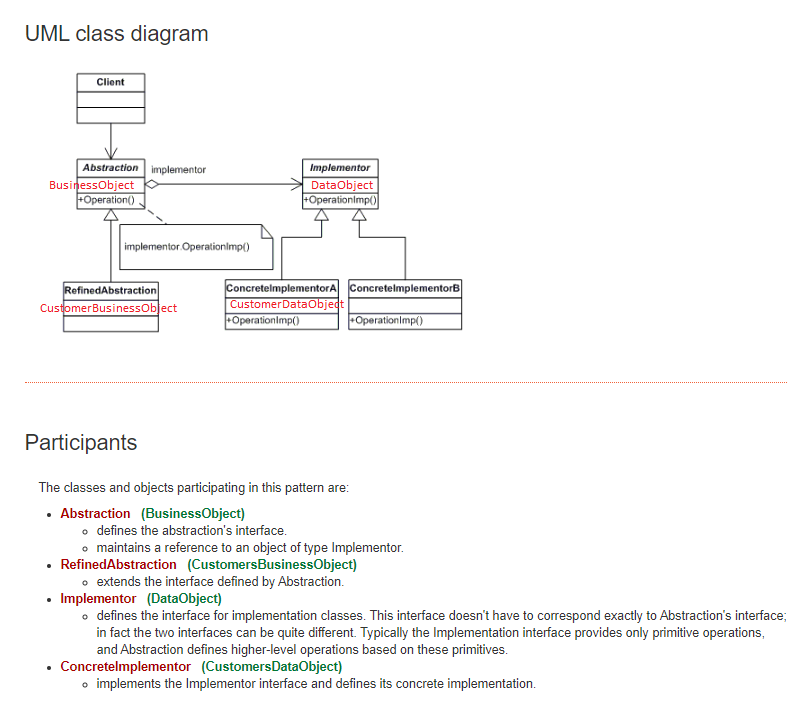 UML class diagram
Client
Abstraction
implementor
Implementor
BusinessObject
DataObject
+Operation()
+OperationImp()
implementor.OperationImp()
RefinedAbstraction
ConcreteImplementorA
ConcreteImplementorB
CustomerBusinessObject
CustomerDataObject
+OperationImp()
+OperationImp()
Participants
The classes and objects participating in this pattern are:
Abstraction (BusinessObject)
defines the abstraction's interface.
maintains a reference to an object of type Implementor.
RefinedAbstraction (CustomersBusinessObject)
extends the interface defined by Abstraction.
Implementor (DataObject)
defines the interface for implementation classes. This interface doesn't have to correspond exactly to Abstraction's interface;
in fact the two interfaces can be quite different. Typically the Implementation interface provides only primitive operations,
and Abstraction defines higher-level operations based on these primitives.
ConcreteImplementor (CustomersDataObject)
implements the Implementor interface and defines its concrete implementation.